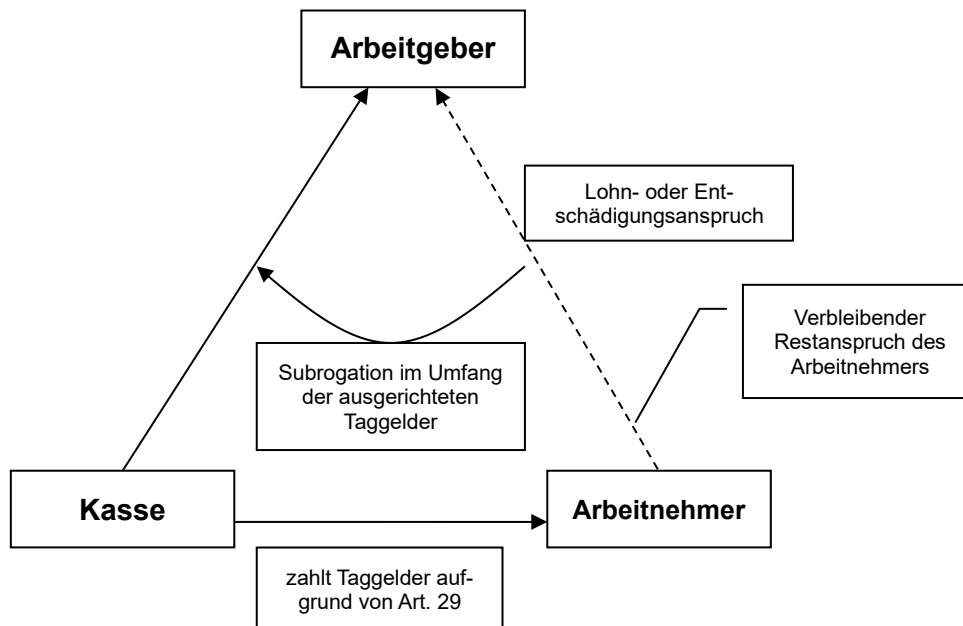 Arbeitgeber
Lohn- oder Ent-
schädigungsanspruch
Verbleibender
Restanspruch des
Arbeitnehmers
Subrogation im Umfang
der ausgerichteten
Taggelder
Kasse
Arbeitnehmer
zahlt Taggelder auf-
grund von Art. 29